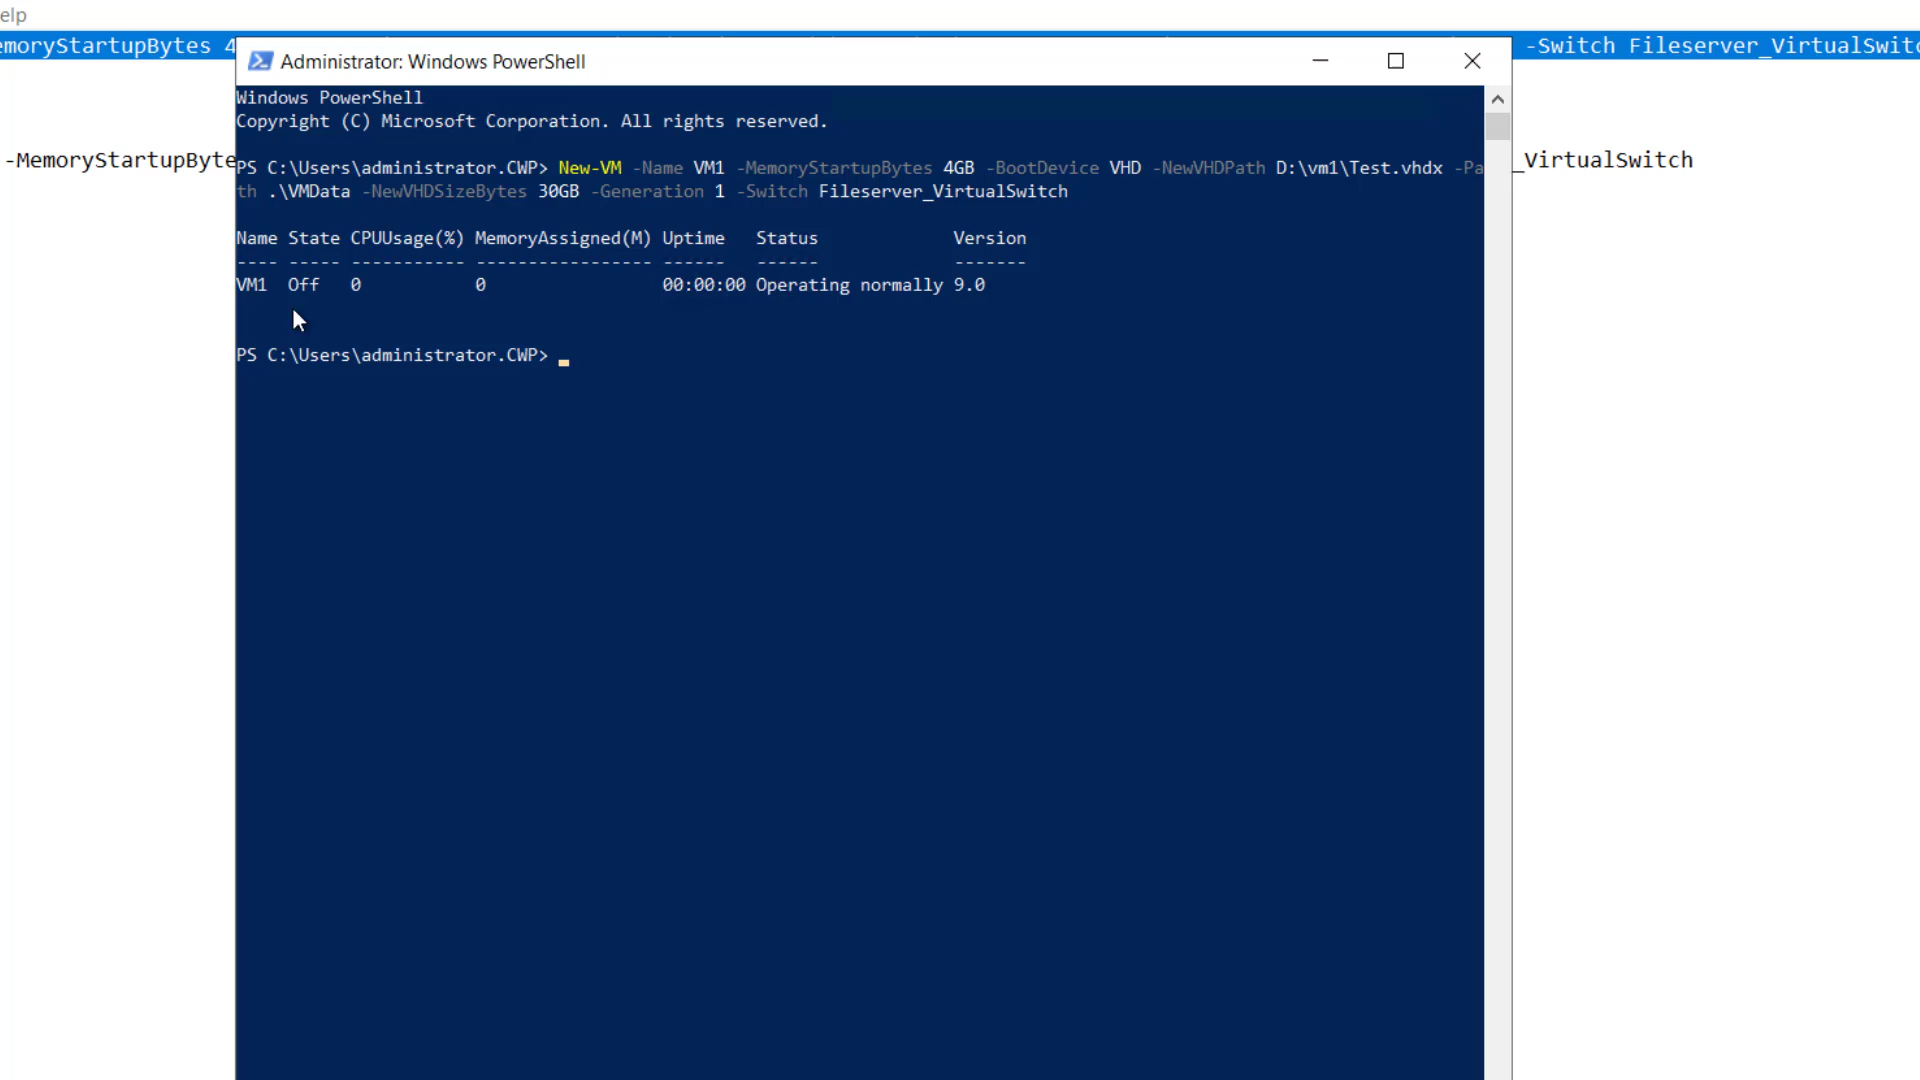 elp
emoryStartupBytes 4
-Switch Fileserver_VirtualSwitc
Administrator: Windows PowerShell
Windows PowerShell
Copyright (C) Microsoft Corporation. All rights reserved.
-MemoryStartupByte
_VirtualSwitch
PS C:\Users\administrator.CWP> New-VM -Name VM1 -MemoryStartupBytes 4GB -BootDevice VHD -NewVHDPath D:\vm1\Test.vhdx -Pa
th .\VMData -NewVHDSizeBytes 30GB -Generation 1 -Switch Fileserver_VirtualSwitch
Name State CPUUsage(%) MemoryAssigned(M) Uptime   Status             Version
---- ----- ----------- ----------------- ------   ------             -------
VM1  Off   0           0                 00:00:00 Operating normally 9.0
PS C:\Users\administrator.CWP> _